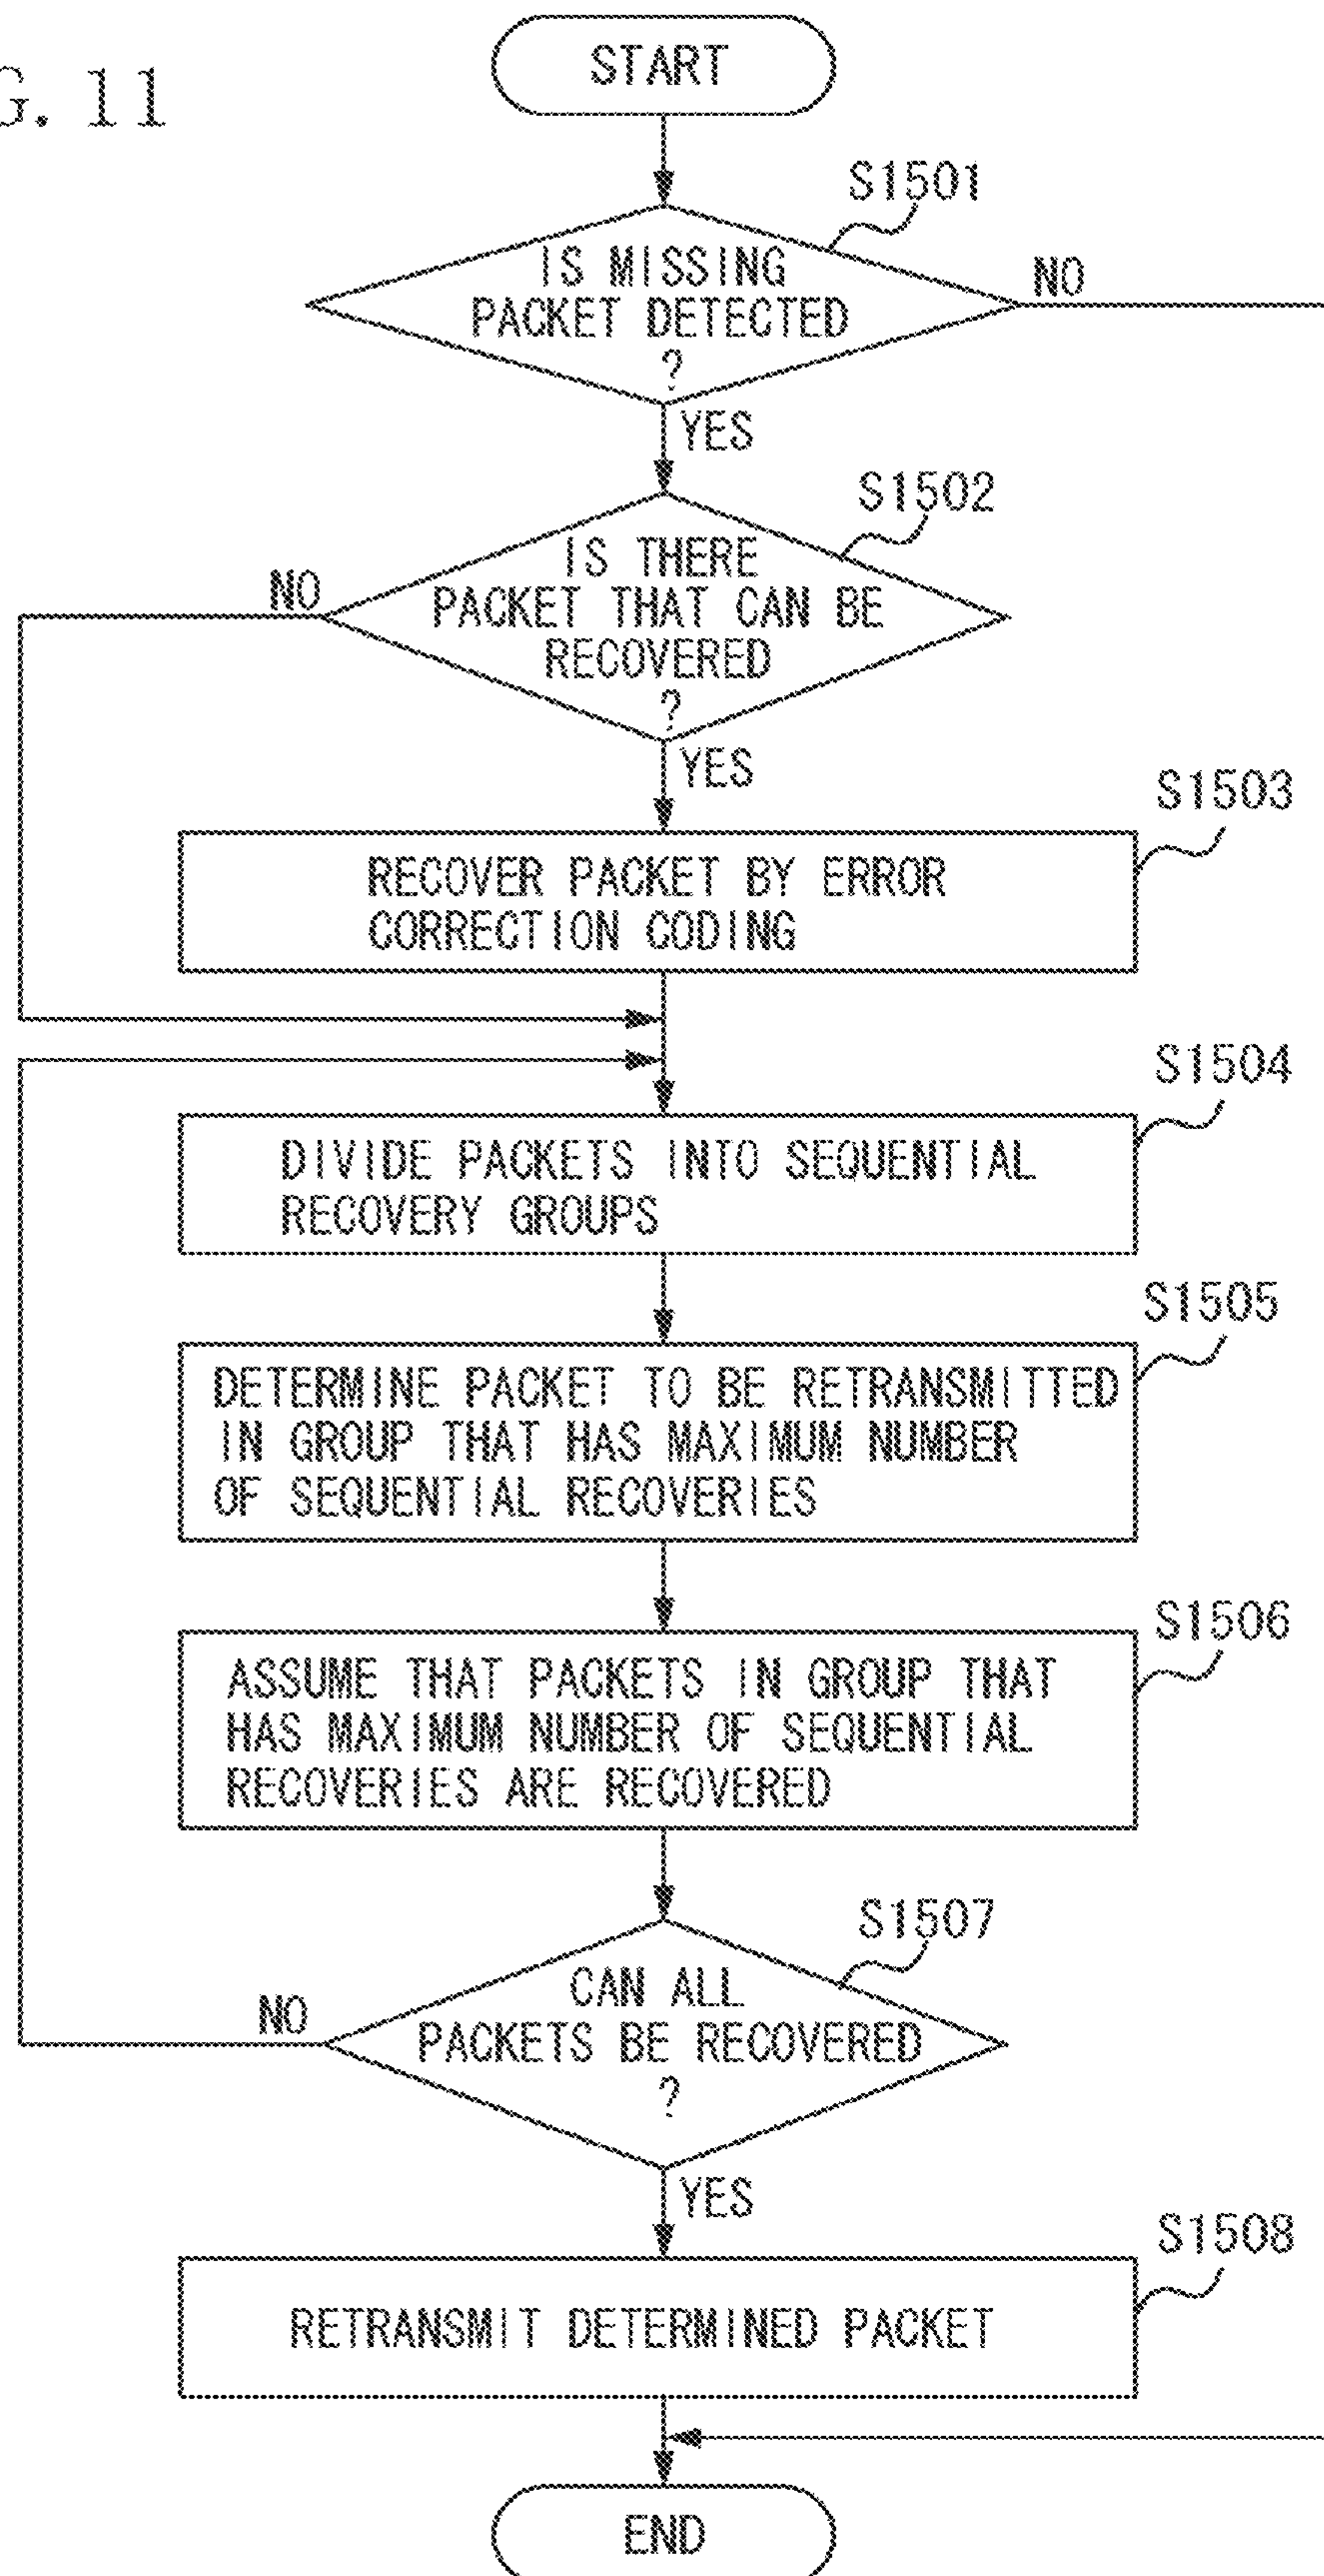 G. 11
START
S1501
IS MISSING
PACKET DETECTED
?
NO
YES
S1502
IS THERE
PACKET THAT CAN BE
RECOVERED
?
NO
YES
S1503
RECOVER PACKET BY ERROR
CORRECTION CODING
S1504
DIVIDE PACKETS INTO SEQUENTIAL
RECOVERY GROUPS
S1505
DETERMINE PACKET TO BE RETRANSMITTED
IN GROUP THAT HAS MAXIMUM NUMBER
OF SEQUENTIAL RECOVERIES
S1506
ASSUME THAT PACKETS IN GROUP THAT
HAS MAXIMUM NUMBER OF SEQUENTIAL
RECOVERIES ARE RECOVERED
S1507
CAN ALL
PACKETS BE RECOVERED
?
NO
YES
S1508
RETRANSMIT DETERMINED PACKET
END